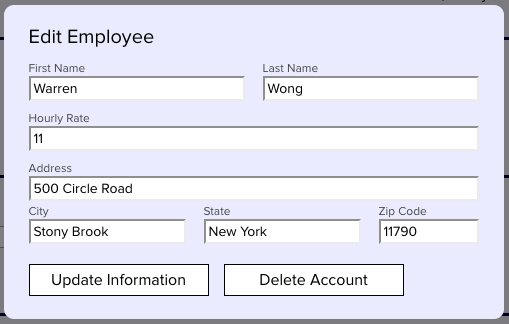 Edit Employee
First Name Last Name
Warren Wong
Hourly Rate
11
Address
500 Circle Road
City State Zip Code
Stony Brook New York 11790
Update Information Delete Account